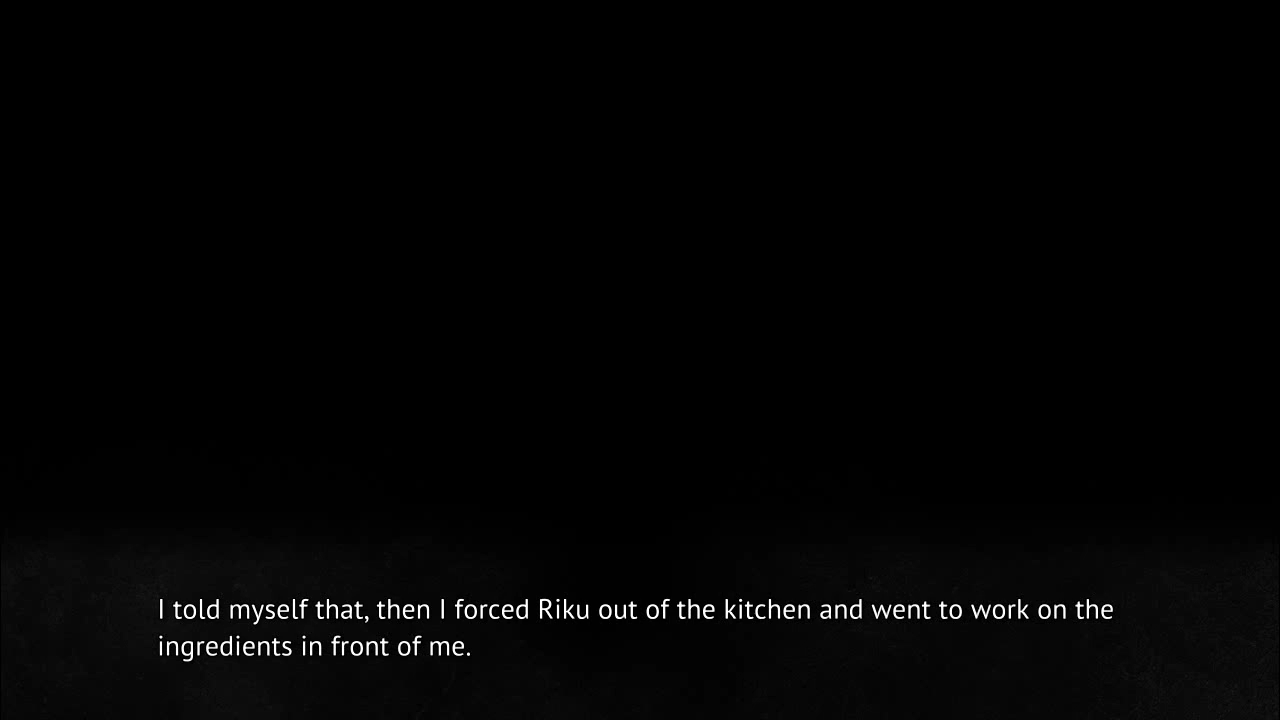 I told myself that, then I forced Riku out of the kitchen and went to work on the
ingredients in front of me.